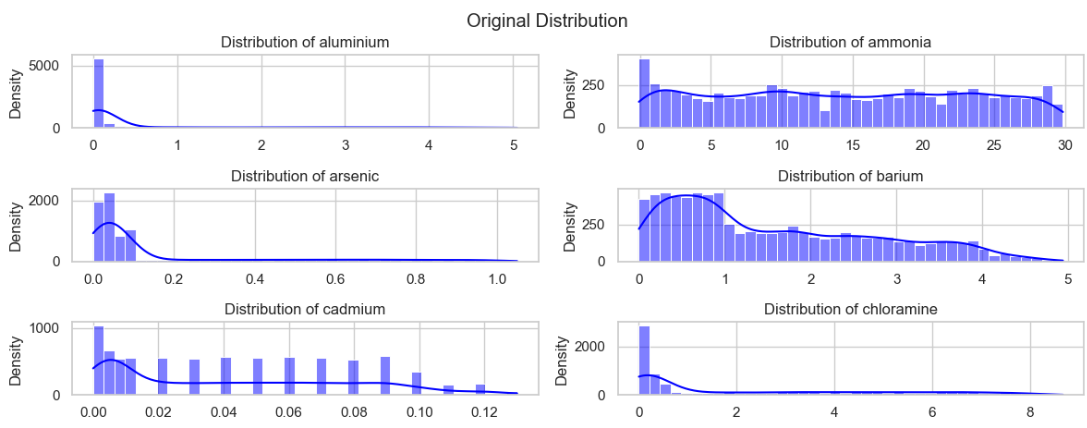 Original Distribution
Distribution of aluminium
Density
5000
0
0 1 2 3 4 5
Distribution of ammonia
Density
250
0
0 5 10 15 20 25 30
Distribution of arsenic
Density
2000
0
0.0 0.2 0.4 0.6 0.8 1.0
Distribution of barium
Density
250
0
0 1 2 3 4 5
Distribution of cadmium
Density
1000
0
0.00 0.02 0.04 0.06 0.08 0.10 0.12
Distribution of chloramine
Density
2000
0
0 2 4 6 8